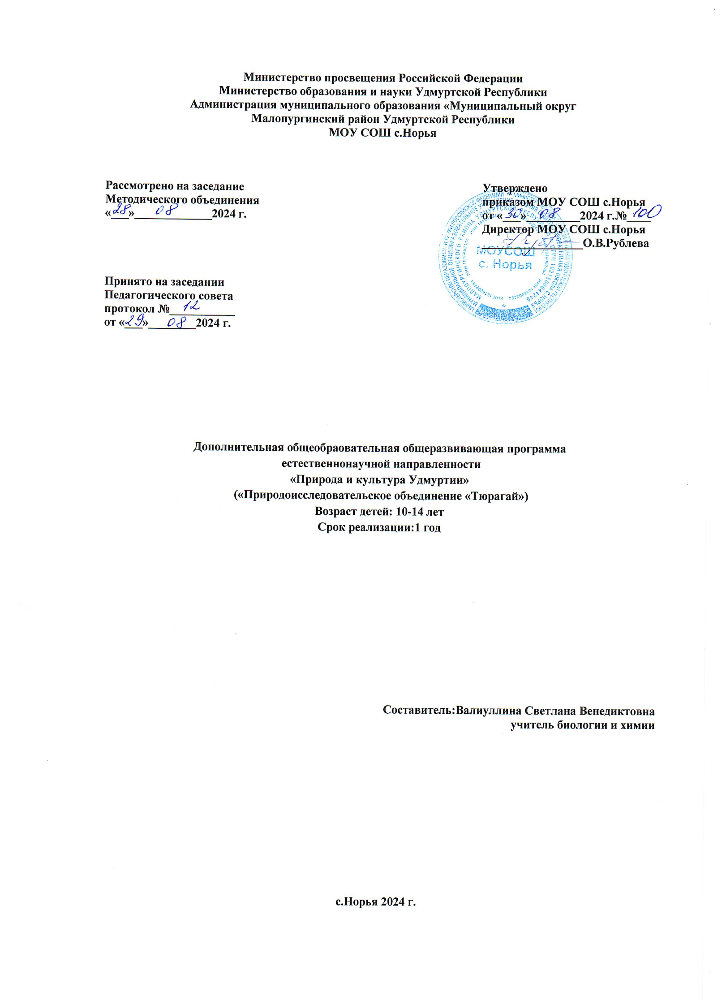 Министерство просвещения Российской Федерации
Министерство образования и науки Удмуртской Республики
Администрация муниципального образования «Муниципальный округ
Малопургинский район Удмуртской Республики
МОУ СОШ с.Норья
Рассмотрено на заседание
Методического объединения
«28» 08 2024 г.
Утверждено
приказом МОУ СОШ с.Норья
от «30» 08 2024 г.№ 100
Директор МОУ СОШ с.Норья
О.В.Рублева
МОУСОШ
с. Норья
Принято на заседании
Педагогического совета
протокол № 12
от «29» 08 2024 г.
Дополнительная общеобраовательная общеразвивающая программа
естественнонаучной направленности
«Природа и культура Удмуртии»
(«Природоисследовательское объединение «Тюрагай»)
Возраст детей: 10-14 лет
Срок реализации:1 год
Составитель:Валиуллина Светлана Венедиктовна
учитель биологии и химии
с.Норья 2024 г.